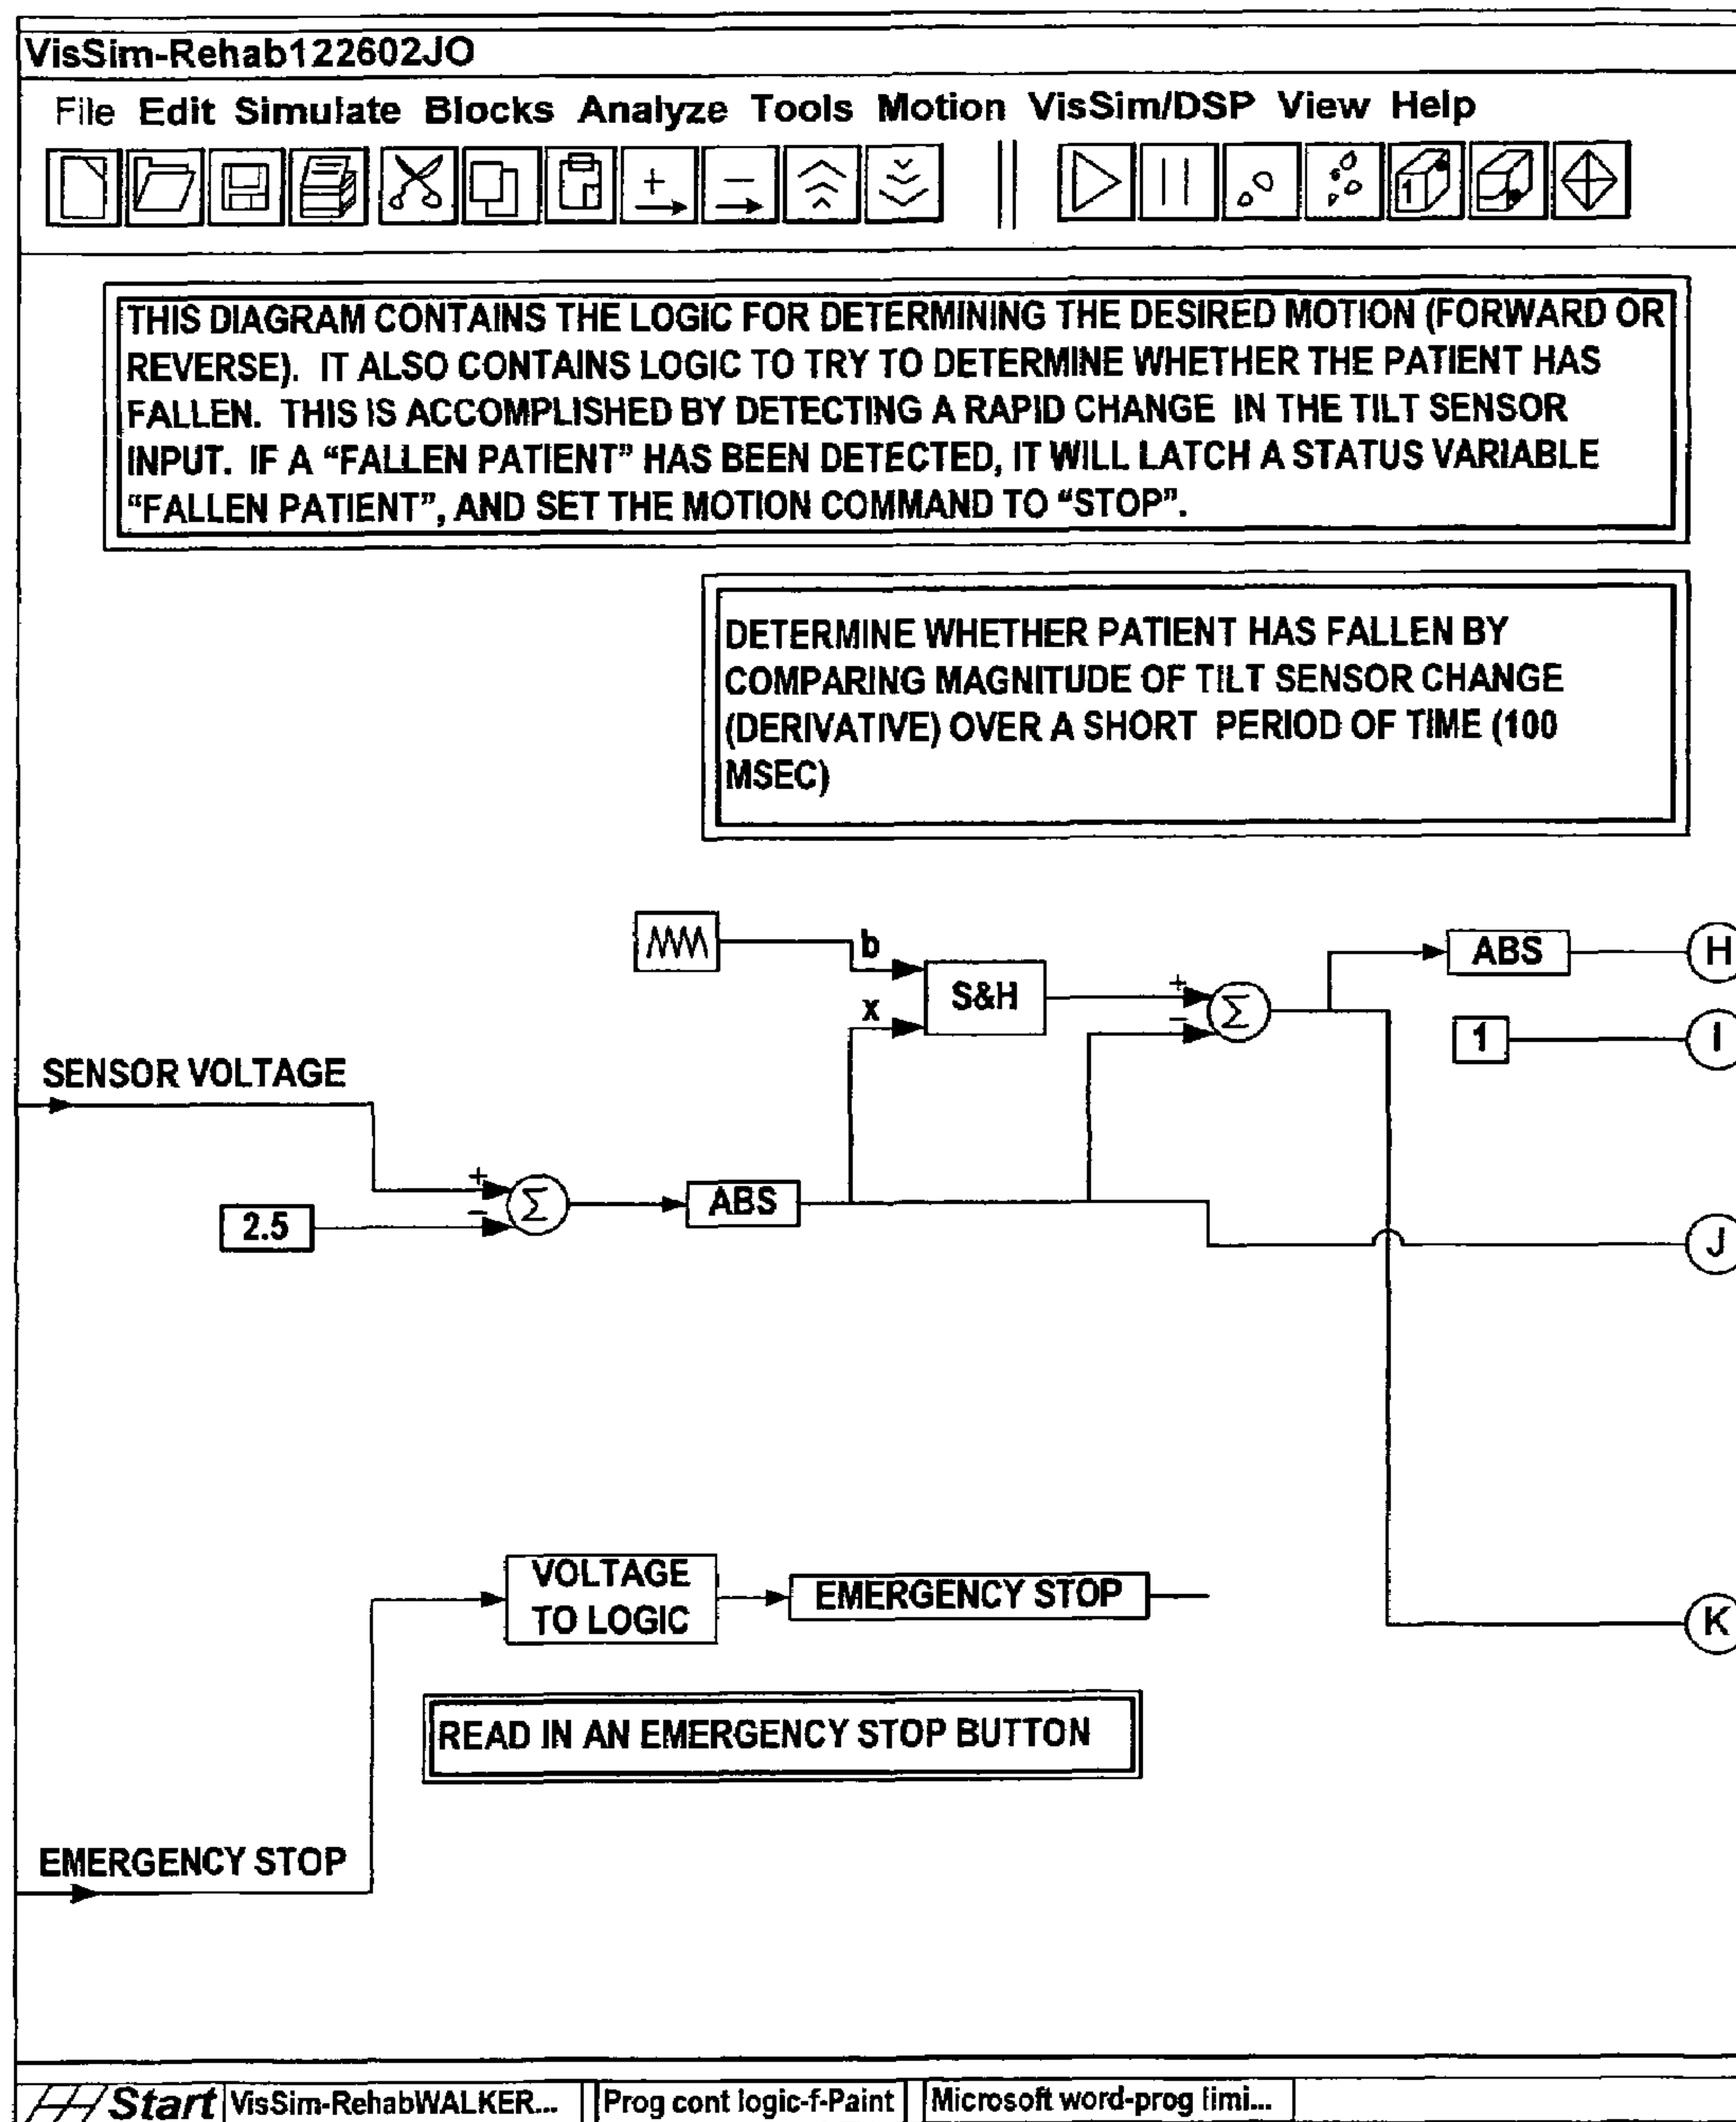 VisSim-Rehab122602JO
File Edit Simulate Blocks Analyze Tools Motion VisSim/DSP View Help
THIS DIAGRAM CONTAINS THE LOGIC FOR DETERMINING THE DESIRED MOTION (FORWARD OR
REVERSE). IT ALSO CONTAINS LOGIC TO TRY TO DETERMINE WHETHER THE PATIENT HAS
FALLEN. THIS IS ACCOMPLISHED BY DETECTING A RAPID CHANGE IN THE TILT SENSOR
INPUT. IF A “FALLEN PATIENT” HAS BEEN DETECTED, IT WILL LATCH A STATUS VARIABLE
“FALLEN PATIENT”, AND SET THE MOTION COMMAND TO “STOP”.
DETERMINE WHETHER PATIENT HAS FALLEN BY
COMPARING MAGNITUDE OF TILT SENSOR CHANGE
(DERIVATIVE) OVER A SHORT PERIOD OF TIME (100
MSEC)
b
x
S&H
+
−
Σ
ABS
H
1
I
SENSOR VOLTAGE
2.5
+
−
Σ
ABS
J
VOLTAGE
TO LOGIC
EMERGENCY STOP
K
READ IN AN EMERGENCY STOP BUTTON
EMERGENCY STOP
Start VisSim-RehabWALKER... Prog cont logic-f-Paint Microsoft word-prog limi...